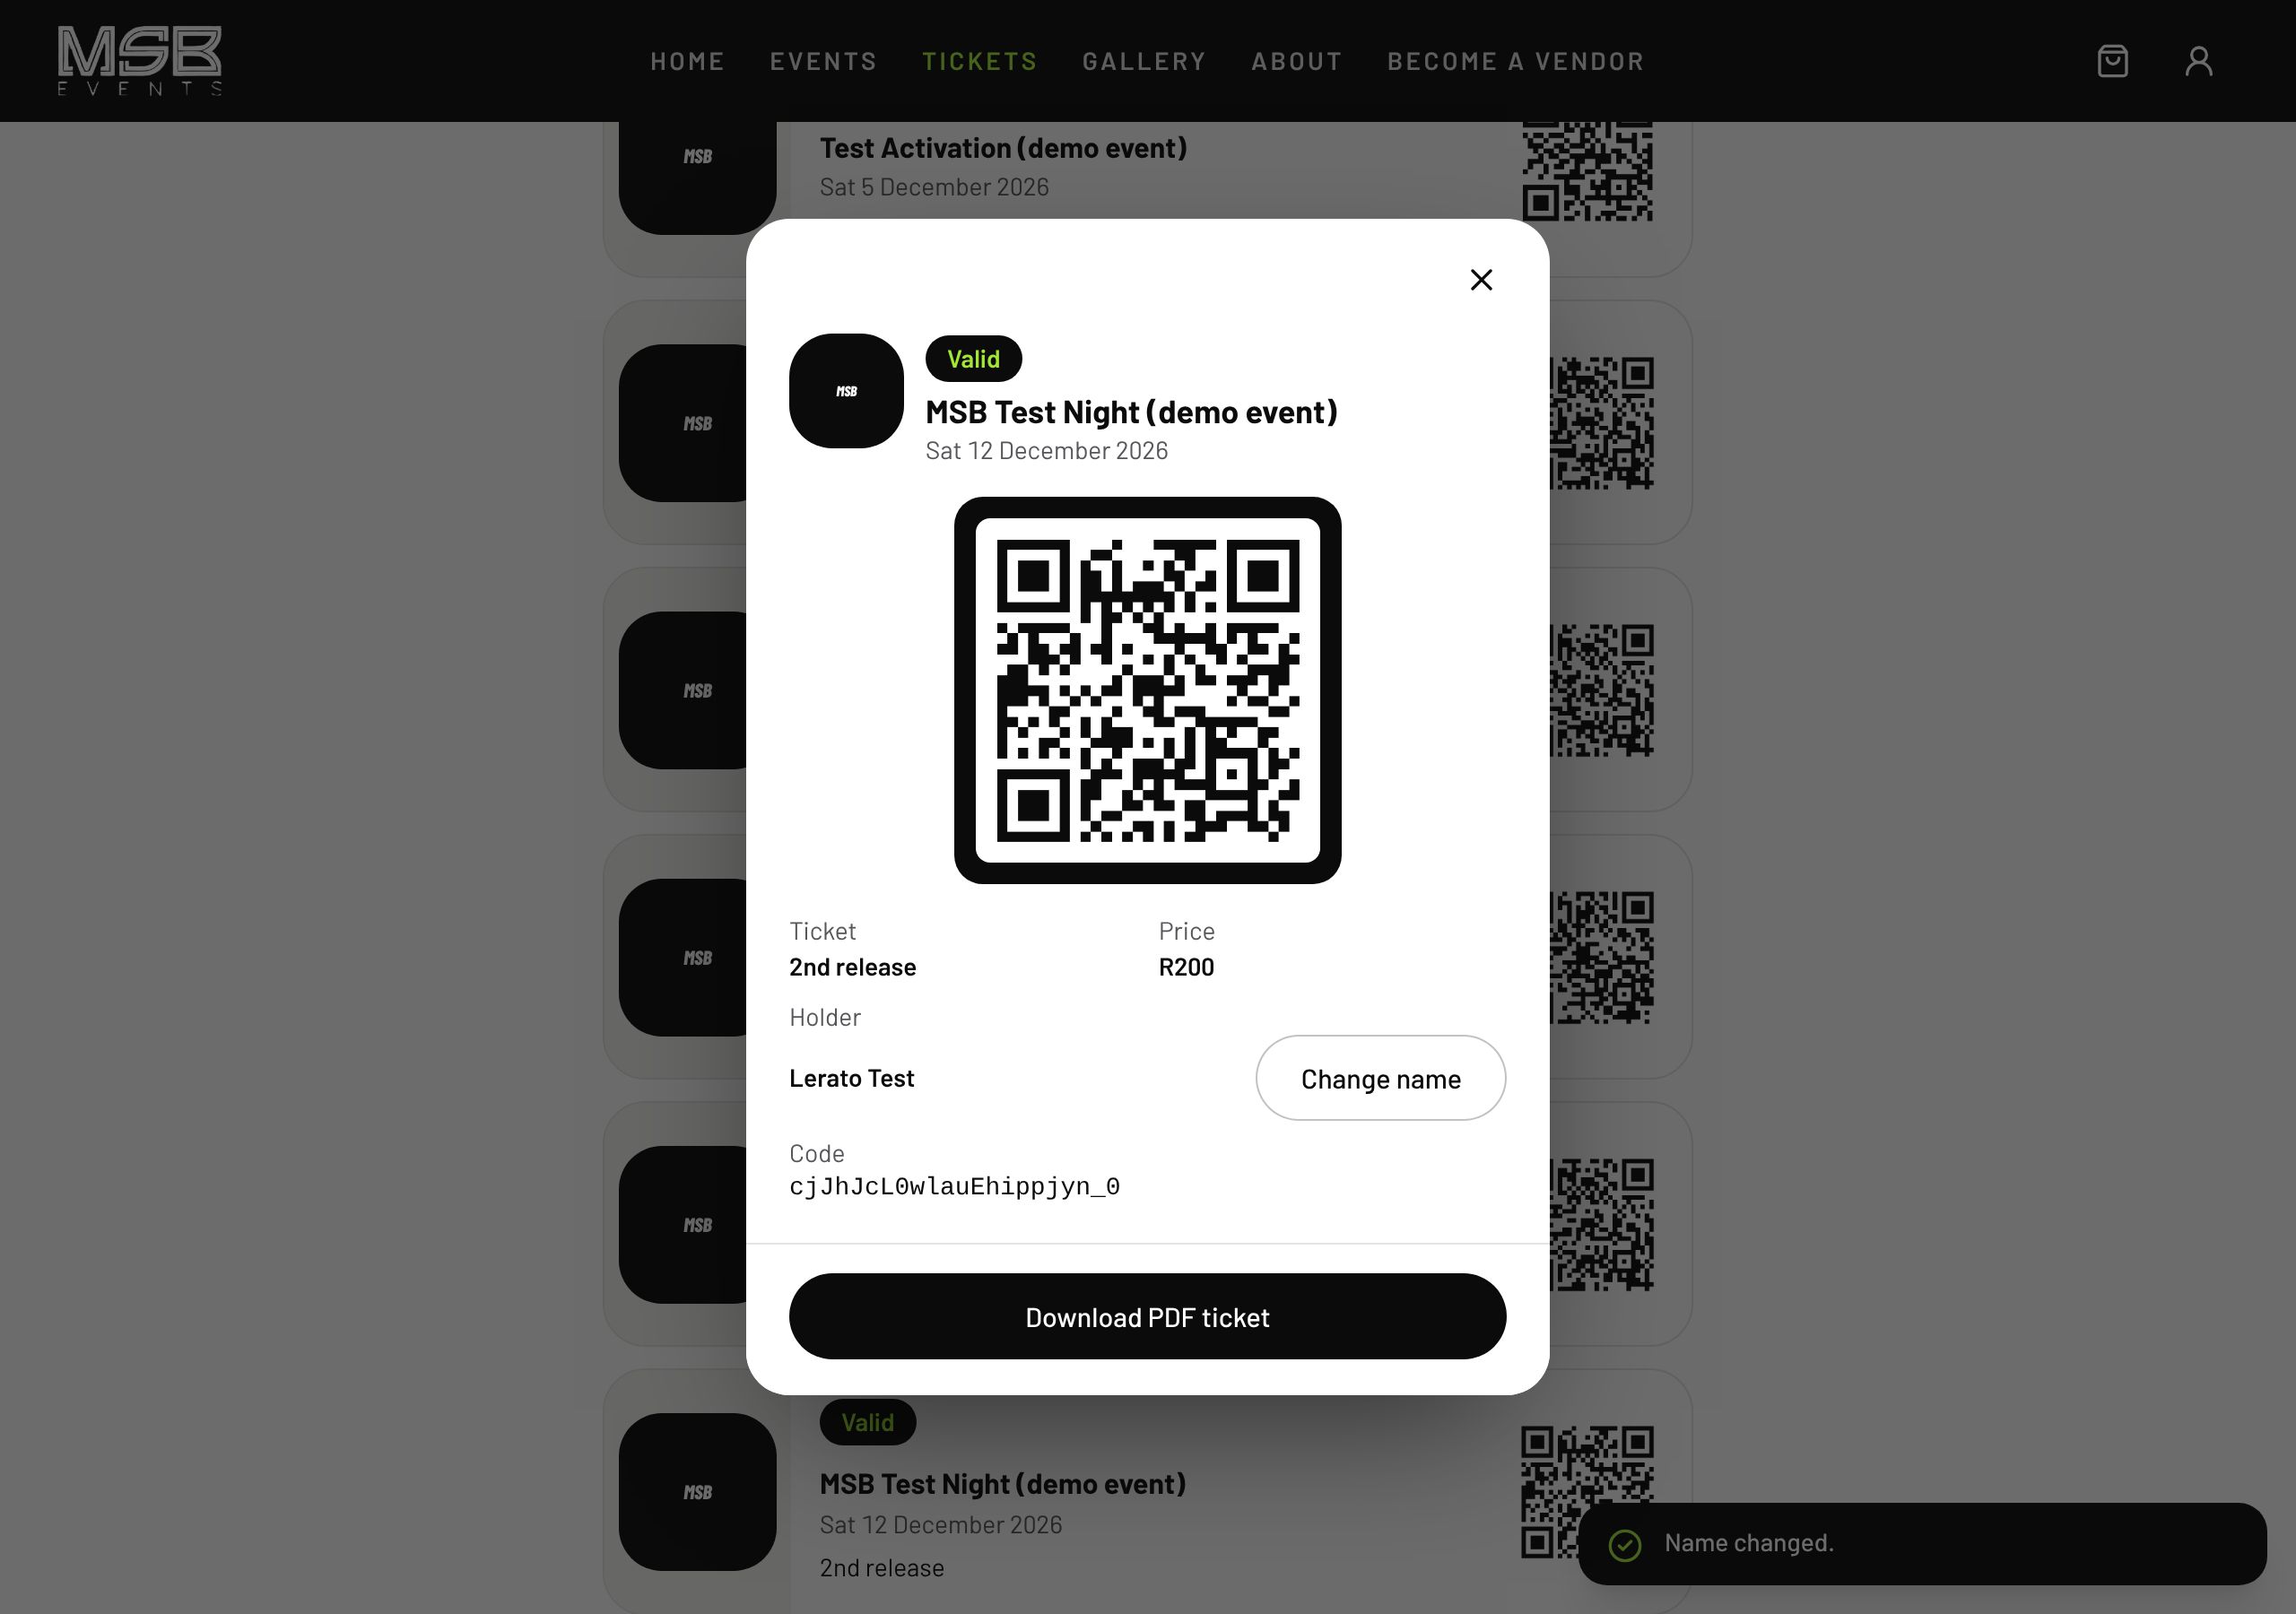 MSB
EVENTS
HOME
EVENTS
TICKETS
GALLERY
ABOUT
BECOME A VENDOR
MSB
Test Activation (demo event)
Sat 5 December 2026
MSB
MSB
MSB
MSB
MSB
Valid
MSB Test Night (demo event)
Sat 12 December 2026
Ticket
2nd release
Price
R200
Holder
Lerato Test
Change name
Code
cjJhJcL0wlauEhippjyn_0
Download PDF ticket
MSB
Valid
MSB Test Night (demo event)
Sat 12 December 2026
2nd release
Name changed.